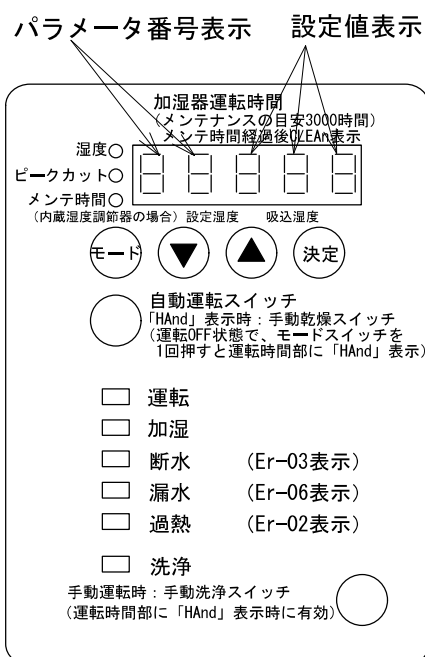 パラメータ番号表示　設定値表示
加湿器運転時間
(メンテナンスの目安3000時間)
メンテ時間経過後CLEAn表示
湿度
ピークカット
メンテ時間
8 8 8 8 8
(内蔵湿度調節器の場合) 設定湿度　吸込湿度
モード ▼ ▲ 決定
自動運転スイッチ
「HAnd」表示時：手動乾燥スイッチ
(運転OFF状態で、モードスイッチを
1回押すと運転時間部に「HAnd」表示)
運転
加湿
断水　(Er-03表示)
漏水　(Er-06表示)
過熱　(Er-02表示)
洗浄
手動運転時：手動洗浄スイッチ
(運転時間部に「HAnd」表示時に有効)